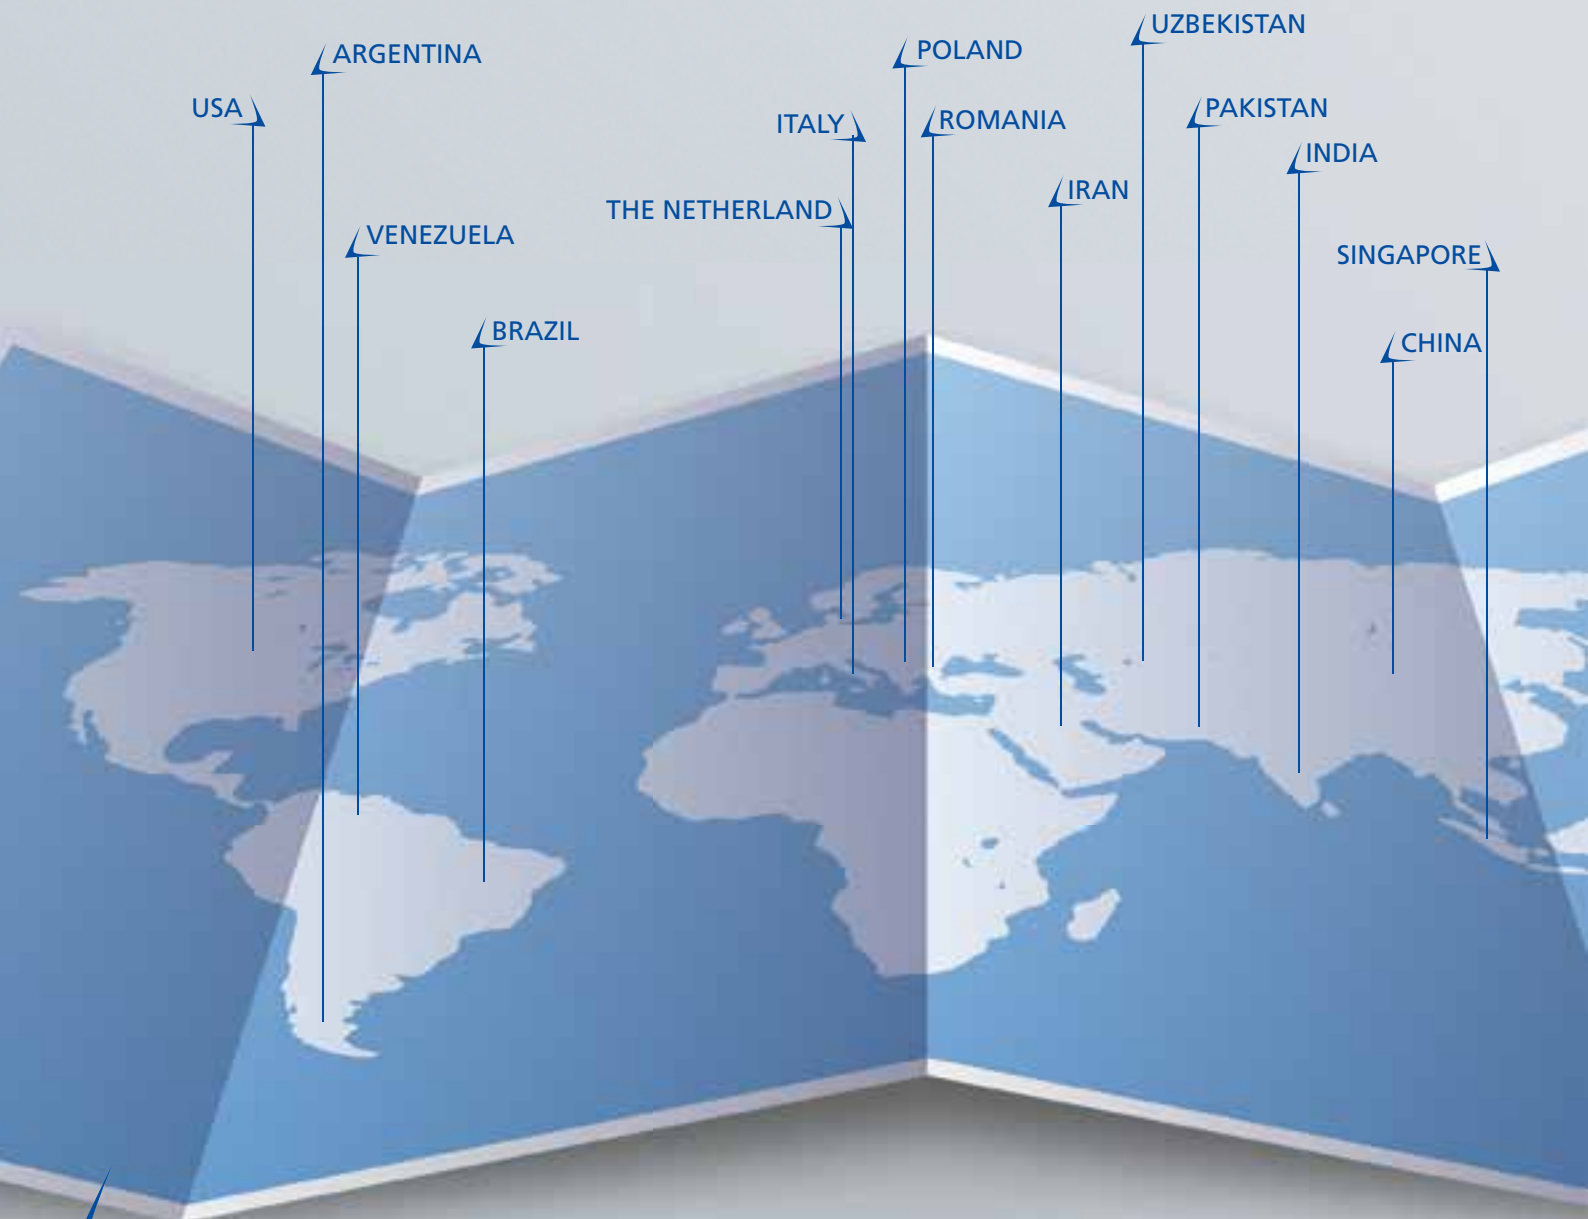 UZBEKISTAN
ARGENTINA
POLAND
USA
ITALY
ROMANIA
PAKISTAN
INDIA
THE NETHERLAND
IRAN
VENEZUELA
SINGAPORE
BRAZIL
CHINA